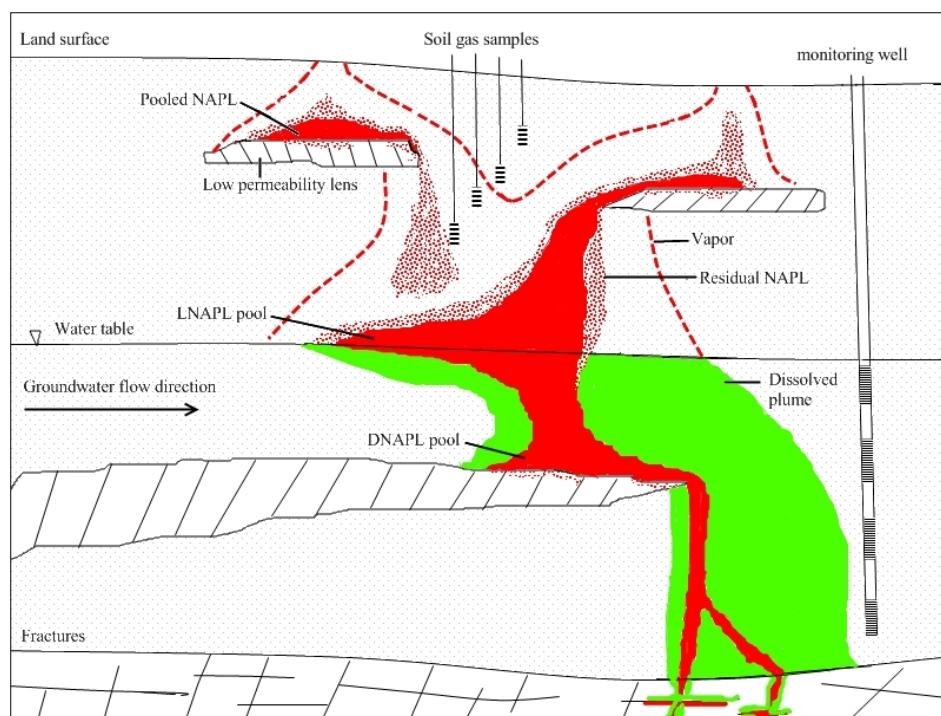 Land surface
Soil gas samples
monitoring well
Pooled NAPL
Low permeability lens
Vapor
Residual NAPL
LNAPL pool
Water table
Groundwater flow direction
Dissolved
plume
DNAPL pool
Fractures